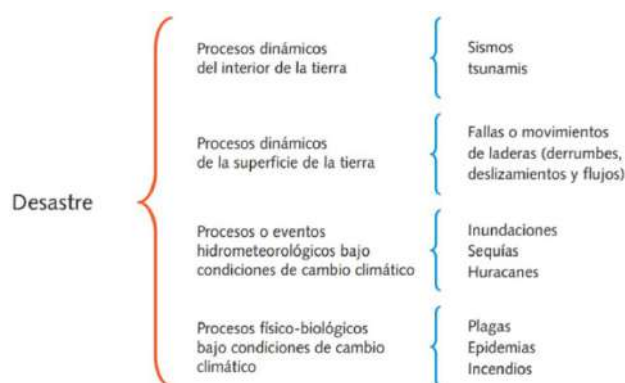 Desastre
Procesos dinámicos
del interior de la tierra
Sismos
tsunamis
Procesos dinámicos
de la superficie de la tierra
Fallas o movimientos
de laderas (derrumbes,
deslizamientos y flujos)
Procesos o eventos
hidrometeorológicos bajo
condiciones de cambio climático
Inundaciones
Sequías
Huracanes
Procesos físico-biológicos
bajo condiciones de cambio
climático
Plagas
Epidemias
Incendios